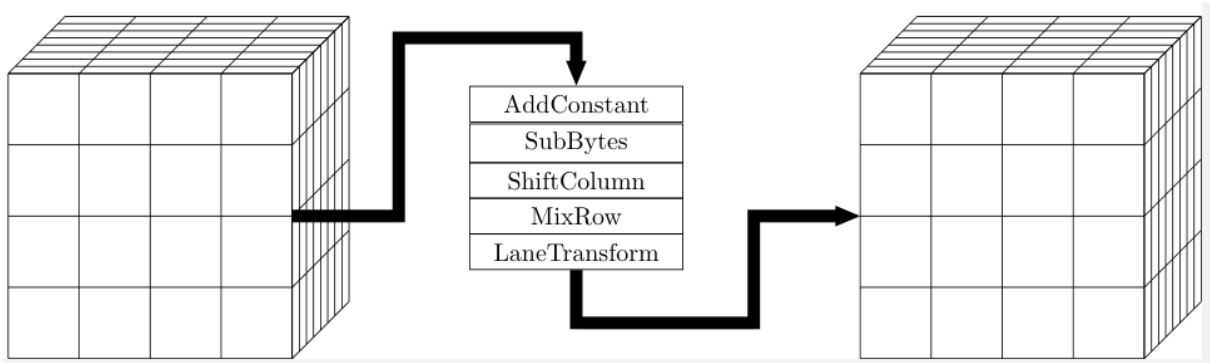 AddConstant
SubBytes
ShiftColumn
MixRow
LaneTransform